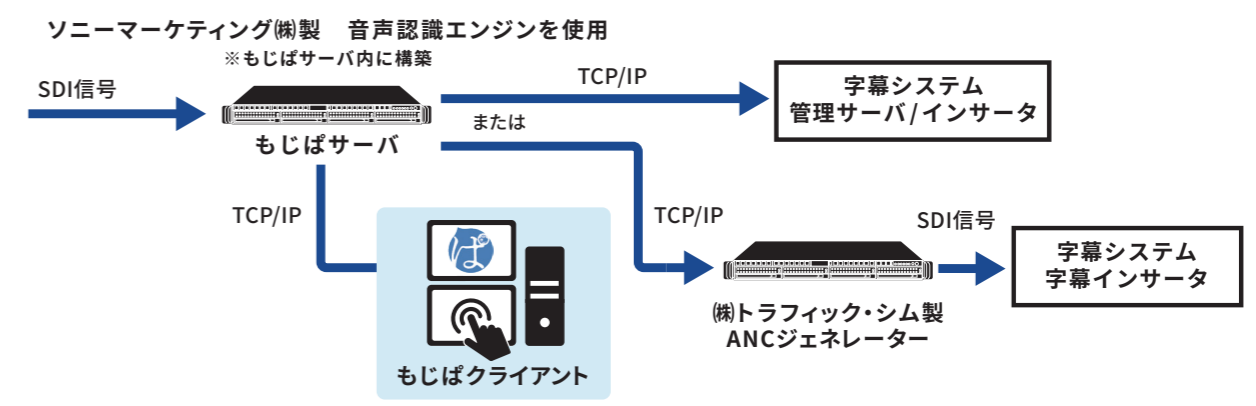 ソニーマーケティング㈱製　音声認識エンジンを使用
※もじぱサーバ内に構築
SDI信号
もじぱサーバ
TCP/IP
字幕システム
管理サーバ/インサータ
または
TCP/IP
TCP/IP
SDI信号
字幕システム
字幕インサータ
㈱トラフィック・シム製
ANCジェネレーター
ぱ
もじぱクライアント